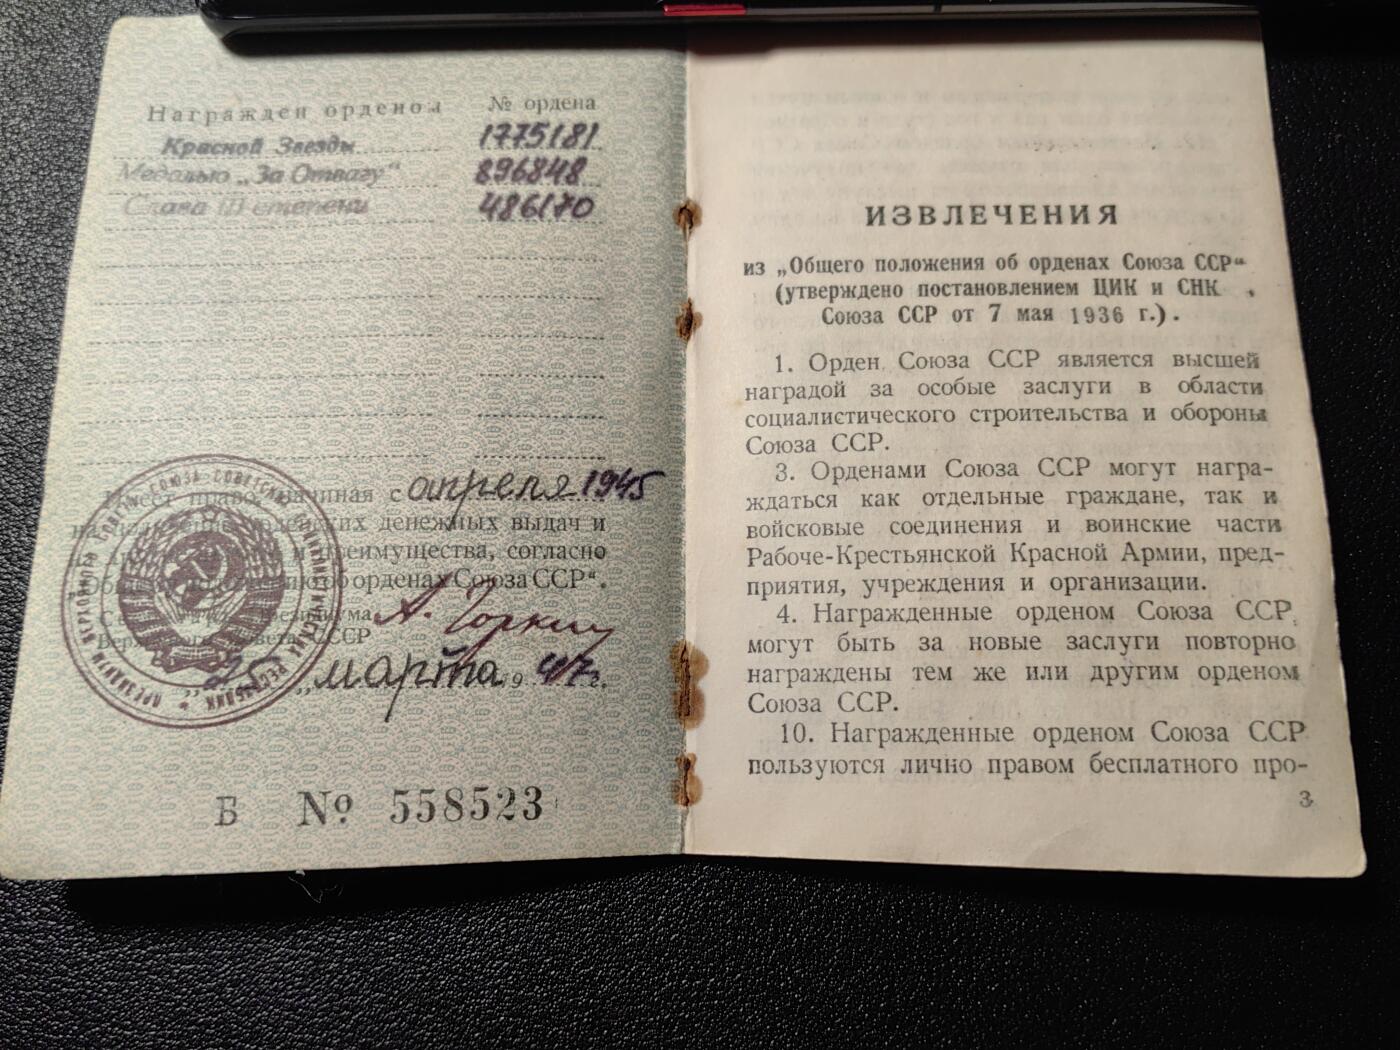 Награжден орденом
№ ордена
Красной Звезды
1775181
Медалью „За Отвагу“
896848
Слава III степени
486170
право, начиная с апреля 1945
денежных выдач и
и преимущества, согласно
об орденах Союза ССР“.
А. Горкин
„25„ марта 1947 г.
Б № 558523
ИЗВЛЕЧЕНИЯ
из „Общего положения об орденах Союза ССР“
(утверждено постановлением ЦИК и СНК
Союза ССР от 7 мая 1936 г.).
1. Орден Союза ССР является высшей
наградой за особые заслуги в области
социалистического строительства и обороны
Союза ССР.
3. Орденами Союза ССР могут награ-
ждаться как отдельные граждане, так и
войсковые соединения и воинские части
Рабоче-Крестьянской Красной Армии, пред-
приятия, учреждения и организации.
4. Награжденные орденом Союза ССР
могут быть за новые заслуги повторно
награждены тем же или другим орденом
Союза ССР.
10. Награжденные орденом Союза ССР
пользуются лично правом бесплатного про-
3